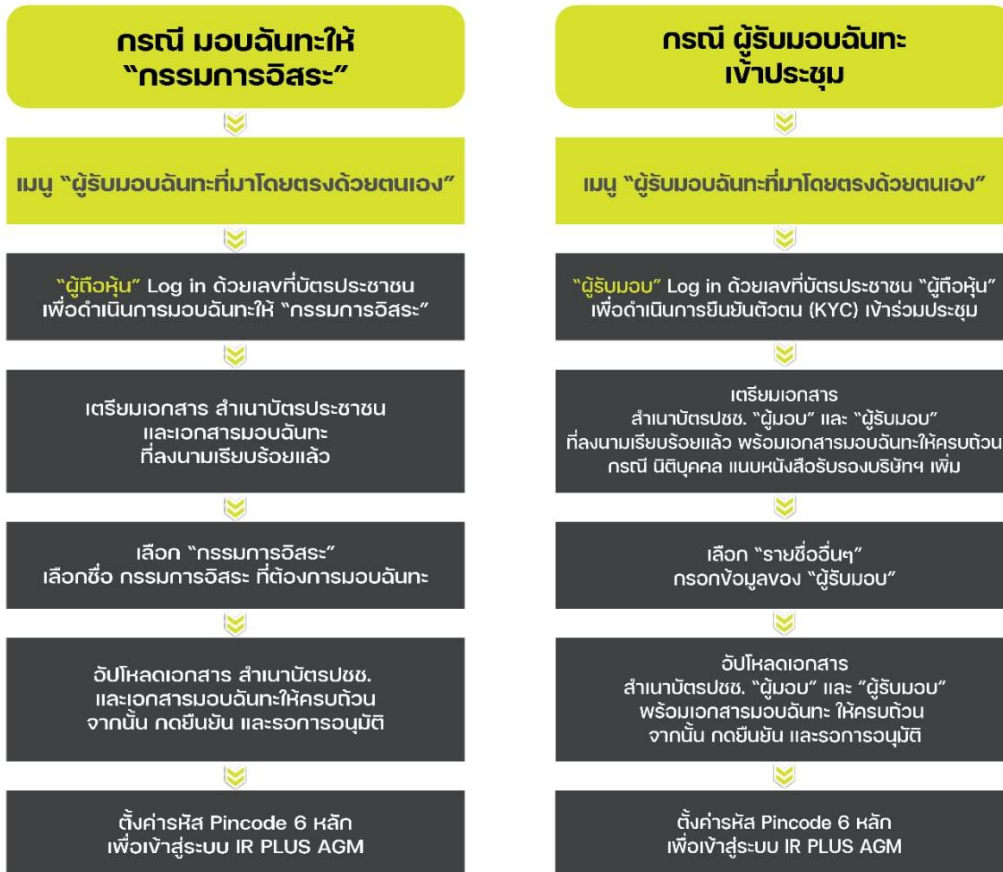 กรณี มอบฉันทะให้
“กรรมการอิสระ”
เมนู “ผู้รับมอบฉันทะที่มาโดยตรงด้วยตนเอง”
“ผู้ถือหุ้น” Log in ด้วยเลขที่บัตรประชาชน
เพื่อดำเนินการมอบฉันทะให้ “กรรมการอิสระ”
เตรียมเอกสาร สำเนาบัตรประชาชน
และเอกสารมอบฉันทะ
ที่ลงนามเรียบร้อยแล้ว
เลือก “กรรมการอิสระ”
เลือกชื่อ กรรมการอิสระ ที่ต้องการมอบฉันทะ
อัปโหลดเอกสาร สำเนาบัตรปชช.
และเอกสารมอบฉันทะให้ครบถ้วน
จากนั้น กดยืนยัน และรอการอนุมัติ
ตั้งค่ารหัส Pincode 6 หลัก
เพื่อเข้าสู่ระบบ IR PLUS AGM
กรณี ผู้รับมอบฉันทะ
เข้าประชุม
เมนู “ผู้รับมอบฉันทะที่มาโดยตรงด้วยตนเอง”
“ผู้รับมอบ” Log in ด้วยเลขที่บัตรประชาชน “ผู้ถือหุ้น”
เพื่อดำเนินการยืนยันตัวตน (KYC) เข้าร่วมประชุม
เตรียมเอกสาร
สำเนาบัตรปชช. “ผู้มอบ” และ “ผู้รับมอบ”
ที่ลงนามเรียบร้อยแล้ว พร้อมเอกสารมอบฉันทะให้ครบถ้วน
กรณี นิติบุคคล แนบหนังสือรับรองบริษัทฯ เพิ่ม
เลือก “รายชื่ออื่นๆ”
กรอกข้อมูลของ “ผู้รับมอบ”
อัปโหลดเอกสาร
สำเนาบัตรปชช. “ผู้มอบ” และ “ผู้รับมอบ”
พร้อมเอกสารมอบฉันทะ ให้ครบถ้วน
จากนั้น กดยืนยัน และรอการอนุมัติ
ตั้งค่ารหัส Pincode 6 หลัก
เพื่อเข้าสู่ระบบ IR PLUS AGM